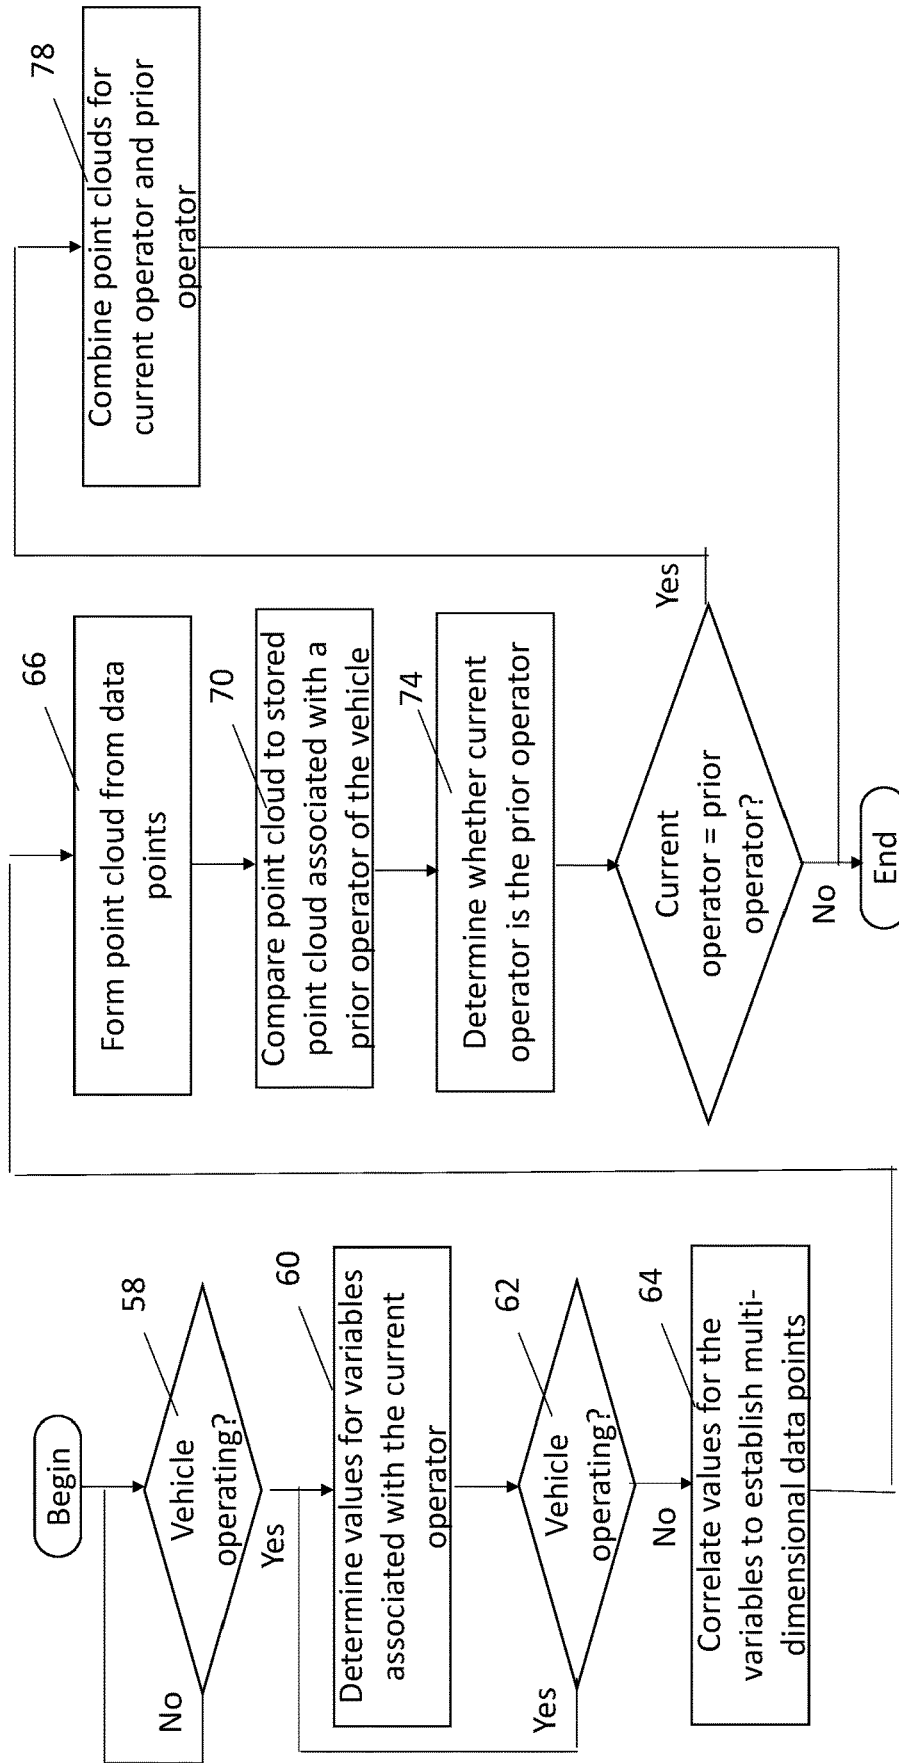 Begin
58
Vehicle
operating?
No
Yes
60
Determine values for variables
associated with the current
operator
62
Vehicle
operating?
Yes
No
64
Correlate values for the
variables to establish multi-
dimensional data points
66
Form point cloud from data
points
70
Compare point cloud to stored
point cloud associated with a
prior operator of the vehicle
74
Determine whether current
operator is the prior operator
Current
operator = prior
operator?
Yes
No
End
78
Combine point clouds for
current operator and prior
operator